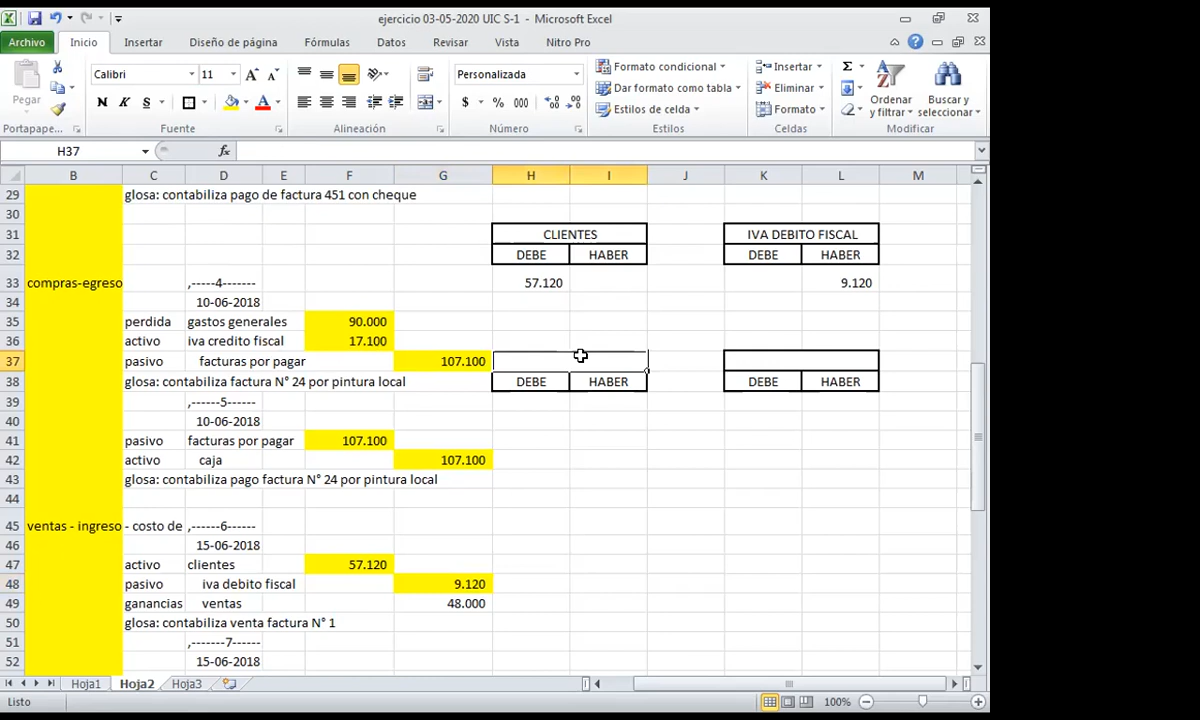 ejercicio 03-05-2020 UIC S-1 - Microsoft Excel
Archivo Inicio Insertar Diseño de página Fórmulas Datos Revisar Vista Nitro Pro
Calibri 11 Personalizada Formato condicional Insertar
Pegar Dar formato como tabla Eliminar Ordenar y filtrar Buscar y seleccionar
N K S $ % 000 Estilos de celda Formato
Portapape... Fuente Alineación Número Estilos Celdas Modificar
H37 fx
B C D E F G H I J K L M
29 glosa: contabiliza pago de factura 451 con cheque
30
31 CLIENTES IVA DEBITO FISCAL
32 DEBE HABER DEBE HABER
33 compras-egreso ,-----4------- 57.120 9.120
34 10-06-2018
35 perdida gastos generales 90.000
36 activo iva credito fiscal 17.100
37 pasivo facturas por pagar 107.100
38 glosa: contabiliza factura N° 24 por pintura local DEBE HABER DEBE HABER
39 ,------5------
40 10-06-2018
41 pasivo facturas por pagar 107.100
42 activo caja 107.100
43 glosa: contabiliza pago factura N° 24 por pintura local
44
45 ventas - ingreso - costo de ,------6------
46 15-06-2018
47 activo clientes 57.120
48 pasivo iva debito fiscal 9.120
49 ganancias ventas 48.000
50 glosa: contabiliza venta factura N° 1
51 ,-------7------
52 15-06-2018
Hoja1 Hoja2 Hoja3
Listo 100%